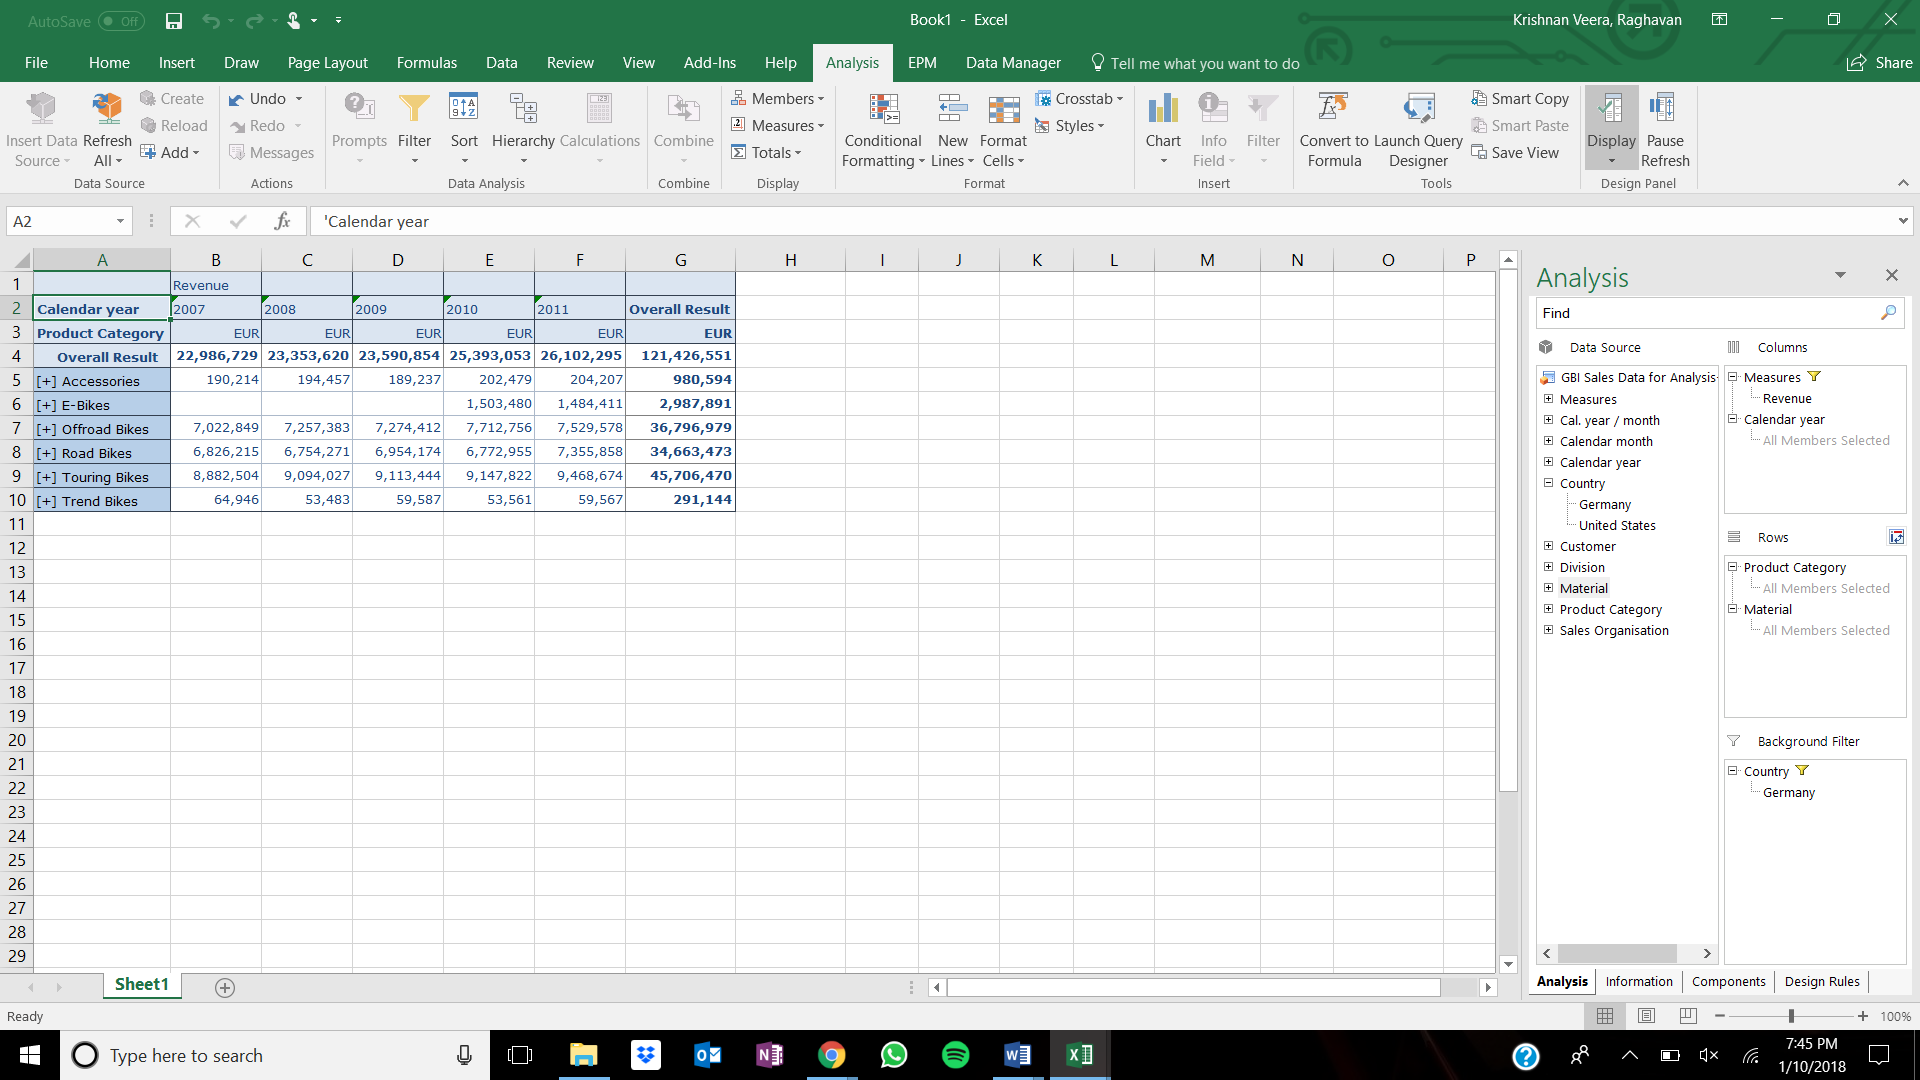 AutoSave Off
Book1 - Excel
Krishnan Veera, Raghavan
File Home Insert Draw Page Layout Formulas Data Review View Add-Ins Help Analysis EPM Data Manager Tell me what you want to do Share
Insert Data Source
Refresh All
Create
Reload
Add
Data Source
Undo
Redo
Messages
Actions
Prompts
Filter
Sort
Hierarchy
Calculations
Data Analysis
Combine
Combine
Members
Measures
Totals
Display
Conditional Formatting
New Lines
Format Cells
Crosstab
Styles
Format
Chart
Info Field
Filter
Insert
Convert to Formula
Launch Query Designer
Smart Copy
Smart Paste
Save View
Tools
Display
Pause Refresh
Design Panel
A2 fx 'Calendar year
A B C D E F G H I J K L M N O P
1 Revenue
2 Calendar year 2007 2008 2009 2010 2011 Overall Result
3 Product Category EUR EUR EUR EUR EUR EUR
4 Overall Result 22,986,729 23,353,620 23,590,854 25,393,053 26,102,295 121,426,551
5 [+] Accessories 190,214 194,457 189,237 202,479 204,207 980,594
6 [+] E-Bikes 1,503,480 1,484,411 2,987,891
7 [+] Offroad Bikes 7,022,849 7,257,383 7,274,412 7,712,756 7,529,578 36,796,979
8 [+] Road Bikes 6,826,215 6,754,271 6,954,174 6,772,955 7,355,858 34,663,473
9 [+] Touring Bikes 8,882,504 9,094,027 9,113,444 9,147,822 9,468,674 45,706,470
10 [+] Trend Bikes 64,946 53,483 59,587 53,561 59,567 291,144
11
12
13
14
15
16
17
18
19
20
21
22
23
24
25
26
27
28
29
Analysis
Find
Data Source
GBI Sales Data for Analysis
Measures
Cal. year / month
Calendar month
Calendar year
Country
Germany
United States
Customer
Division
Material
Product Category
Sales Organisation
Columns
Measures
Revenue
Calendar year
All Members Selected
Rows
Product Category
All Members Selected
Material
All Members Selected
Background Filter
Country
Germany
Analysis Information Components Design Rules
Sheet1
Ready
100%
Type here to search
7:45 PM
1/10/2018